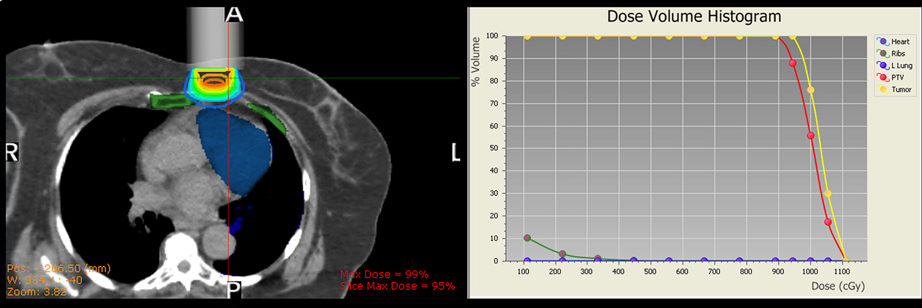 A
R
L
P
(mm)
Zoom: 3.82
Max Dose = 99%
Slice Max Dose = 95%
Dose Volume Histogram
% Volume
100
90
80
70
60
50
40
30
20
10
0
100 200 300 400 500 600 700 800 900 1000 1100
Dose (cGy)
Heart
Ribs
L Lung
PTV
Tumor